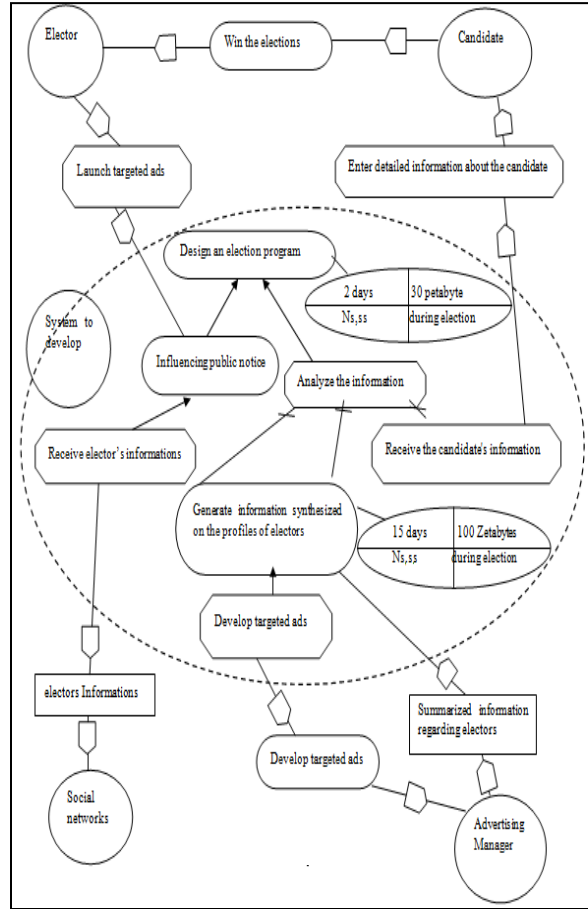 Elector
Win the elections
Candidate
Launch targeted ads
Enter detailed information about the candidate
Design an election program
2 days
30 petabyte
Ns,ss
during election
System to
develop
Influencing public notice
Analyze the information
Receive elector's informations
Receive the candidate's information
Generate information synthesized
on the profiles of electors
15 days
100 Zetabytes
Ns,ss
during election
Develop targeted ads
electors Informations
Summarized information
regarding electors
Develop targeted ads
Social
networks
Advertising
Manager